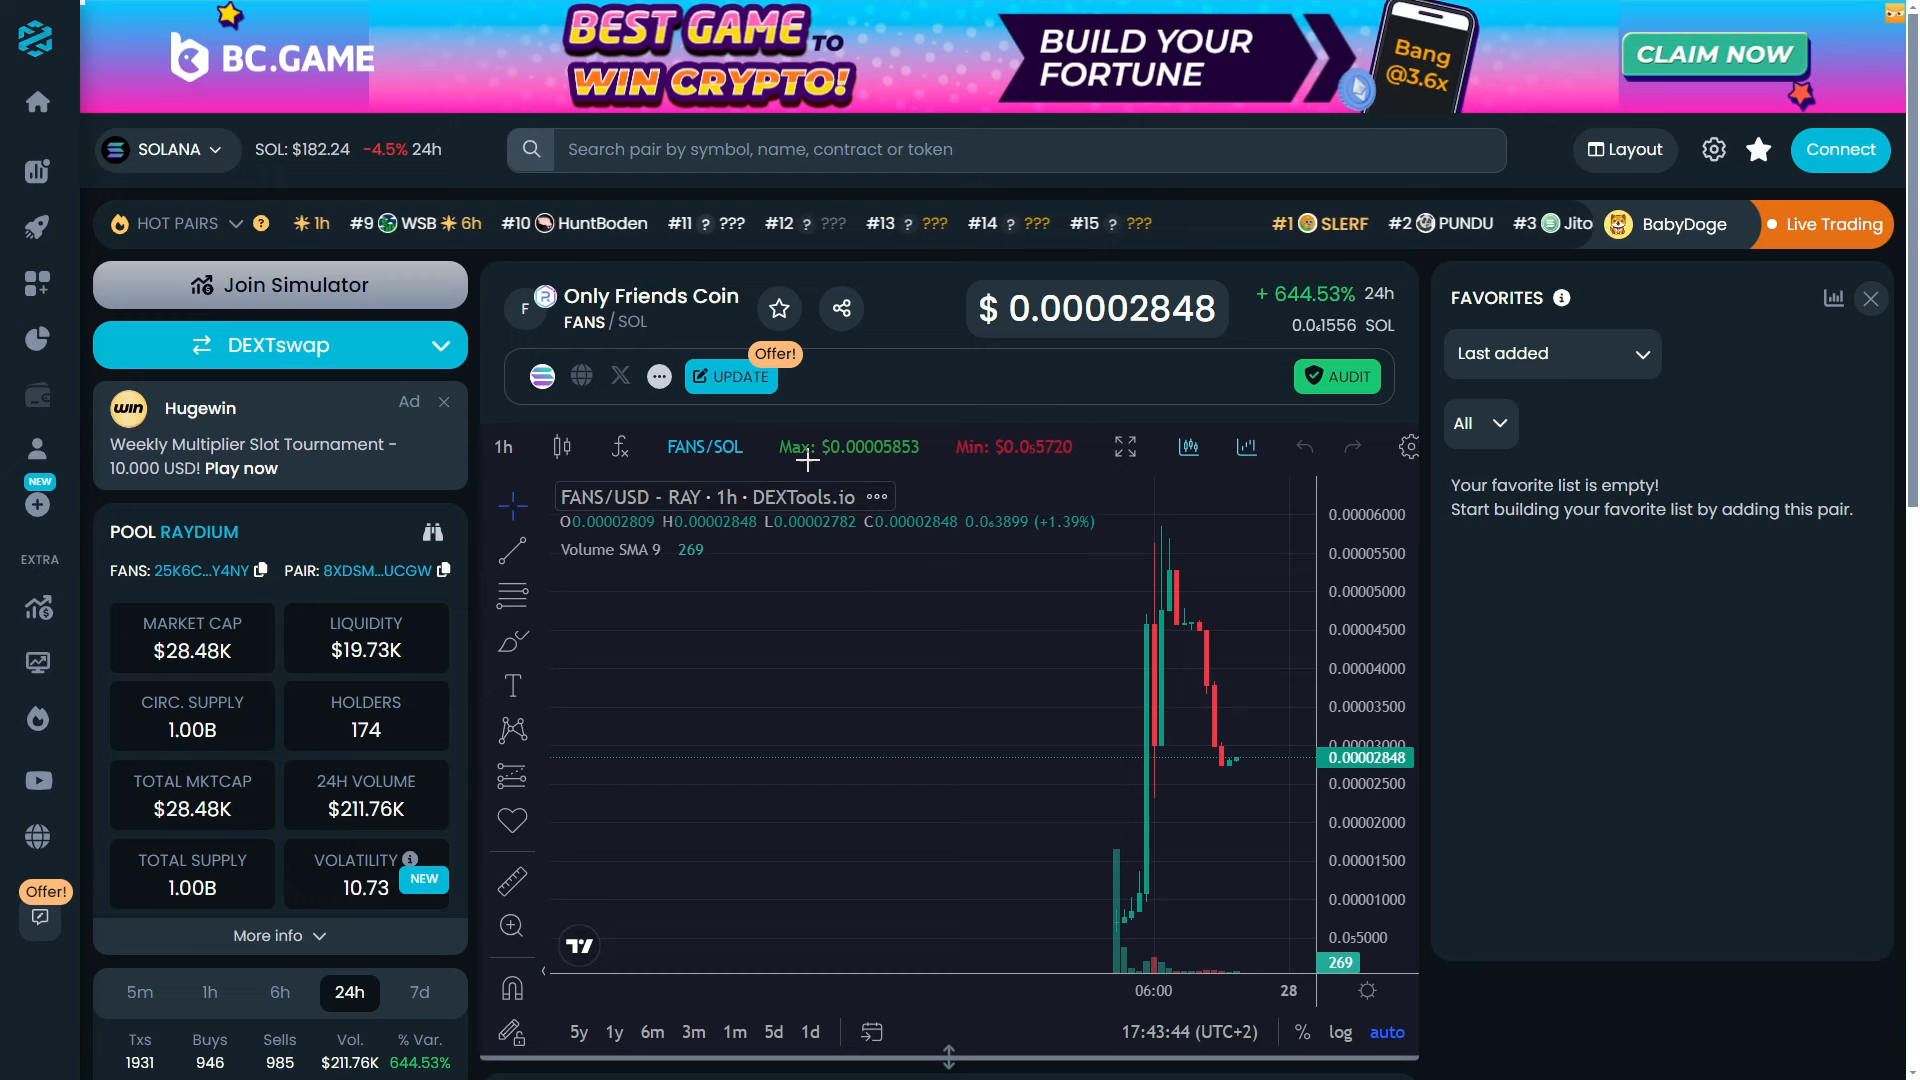 BC.GAME
BEST GAME TO
WIN CRYPTO!
BUILD YOUR
FORTUNE
Bang
@3.6x
CLAIM NOW
SOLANA
SOL: $182.24 -4.5% 24h
Search pair by symbol, name, contract or token
Layout
Connect
HOT PAIRS ? 1h #9 WSB 6h #10 HuntBoden #11 ? ??? #12 ? ??? #13 ? ??? #14 ? ??? #15 ? ??? #1 SLERF #2 PUNDU #3 Jito BabyDoge Live Trading
Join Simulator
DEXTswap
win
Hugewin
Ad
Weekly Multiplier Slot Tournament -
10.000 USD! Play now
NEW
EXTRA
Offer!
POOL RAYDIUM
FANS: 25K6C...Y4NY PAIR: 8XDSM...UCGW
MARKET CAP
$28.48K
LIQUIDITY
$19.73K
CIRC. SUPPLY
1.00B
HOLDERS
174
TOTAL MKTCAP
$28.48K
24H VOLUME
$211.76K
TOTAL SUPPLY
1.00B
VOLATILITY
10.73
NEW
More info
5m 1h 6h 24h 7d
Txs Buys Sells Vol. % Var.
1931 946 985 $211.76K 644.53%
F
Only Friends Coin
FANS / SOL
$ 0.00002848
+ 644.53% 24h
0.0₆1556 SOL
Offer!
UPDATE
AUDIT
1h
FANS/SOL
Max: $0.00005853
Min: $0.0₅5720
FANS/USD - RAY · 1h · DEXTools.io
O0.00002809 H0.00002848 L0.00002782 C0.00002848 0.0₆3899 (+1.39%)
Volume SMA 9 269
0.00006000
0.00005500
0.00005000
0.00004500
0.00004000
0.00003500
0.00003000
0.00002848
0.00002500
0.00002000
0.00001500
0.00001000
0.0₅5000
269
06:00
28
5y 1y 6m 3m 1m 5d 1d
17:43:44 (UTC+2)
% log auto
FAVORITES
Last added
All
Your favorite list is empty!
Start building your favorite list by adding this pair.